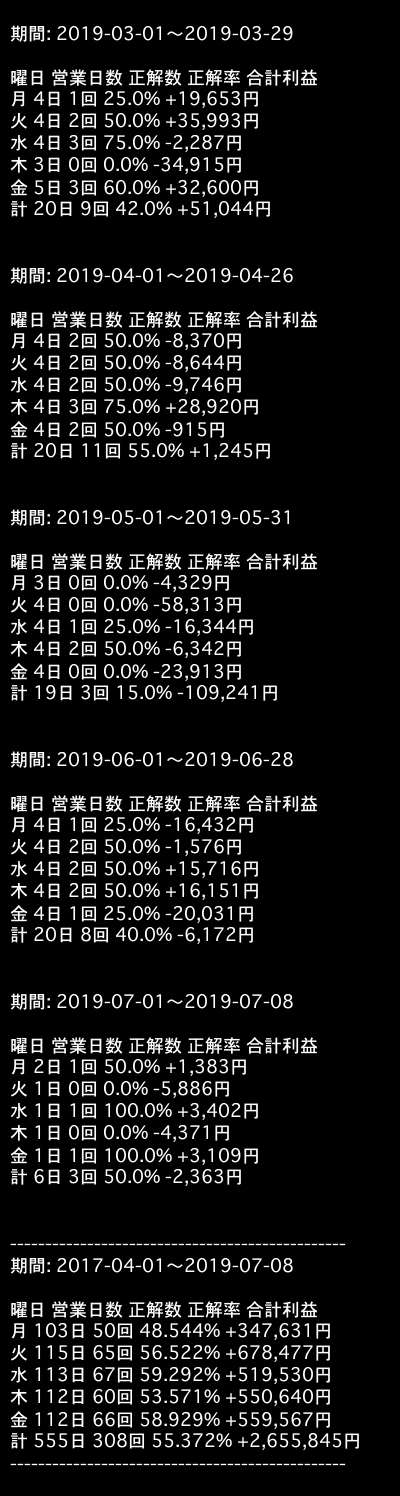 期間: 2019-03-01〜2019-03-29
曜日 営業日数 正解数 正解率 合計利益
月 4日 1回 25.0% +19,653円
火 4日 2回 50.0% +35,993円
水 4日 3回 75.0% -2,287円
木 3日 0回 0.0% -34,915円
金 5日 3回 60.0% +32,600円
計 20日 9回 42.0% +51,044円
期間: 2019-04-01〜2019-04-26
曜日 営業日数 正解数 正解率 合計利益
月 4日 2回 50.0% -8,370円
火 4日 2回 50.0% -8,644円
水 4日 2回 50.0% -9,746円
木 4日 3回 75.0% +28,920円
金 4日 2回 50.0% -915円
計 20日 11回 55.0% +1,245円
期間: 2019-05-01〜2019-05-31
曜日 営業日数 正解数 正解率 合計利益
月 3日 0回 0.0% -4,329円
火 4日 0回 0.0% -58,313円
水 4日 1回 25.0% -16,344円
木 4日 2回 50.0% -6,342円
金 4日 0回 0.0% -23,913円
計 19日 3回 15.0% -109,241円
期間: 2019-06-01〜2019-06-28
曜日 営業日数 正解数 正解率 合計利益
月 4日 1回 25.0% -16,432円
火 4日 2回 50.0% -1,576円
水 4日 2回 50.0% +15,716円
木 4日 2回 50.0% +16,151円
金 4日 1回 25.0% -20,031円
計 20日 8回 40.0% -6,172円
期間: 2019-07-01〜2019-07-08
曜日 営業日数 正解数 正解率 合計利益
月 2日 1回 50.0% +1,383円
火 1日 0回 0.0% -5,886円
水 1日 1回 100.0% +3,402円
木 1日 0回 0.0% -4,371円
金 1日 1回 100.0% +3,109円
計 6日 3回 50.0% -2,363円
------------------------------------------------
期間: 2017-04-01〜2019-07-08
曜日 営業日数 正解数 正解率 合計利益
月 103日 50回 48.544% +347,631円
火 115日 65回 56.522% +678,477円
水 113日 67回 59.292% +519,530円
木 112日 60回 53.571% +550,640円
金 112日 66回 58.929% +559,567円
計 555日 308回 55.372% +2,655,845円
------------------------------------------------